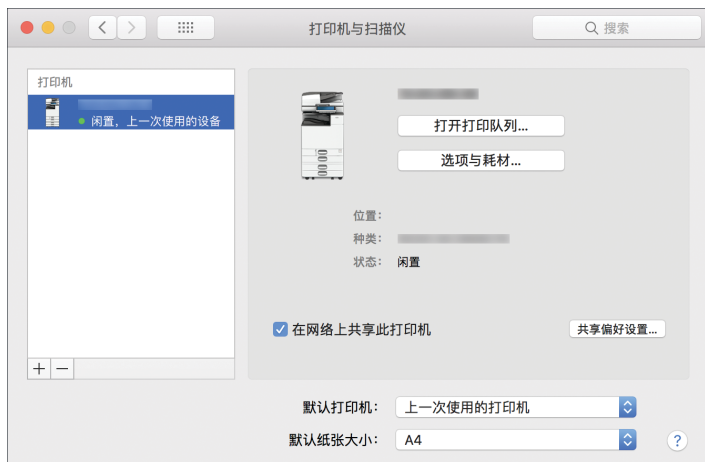 打印机与扫描仪
搜索
打印机
闲置，上一次使用的设备
打开打印队列...
选项与耗材...
位置：
种类：
状态： 闲置
在网络上共享此打印机
共享偏好设置...
+ −
默认打印机： 上一次使用的打印机
默认纸张大小： A4
?